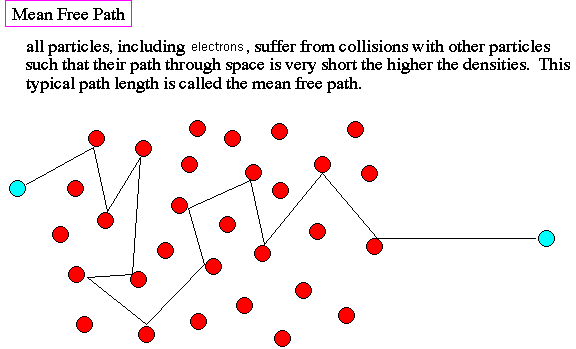 Mean Free Path
all particles, including electrons, suffer from collisions with other particles
such that their path through space is very short the higher the densities.  This
typical path length is called the mean free path.